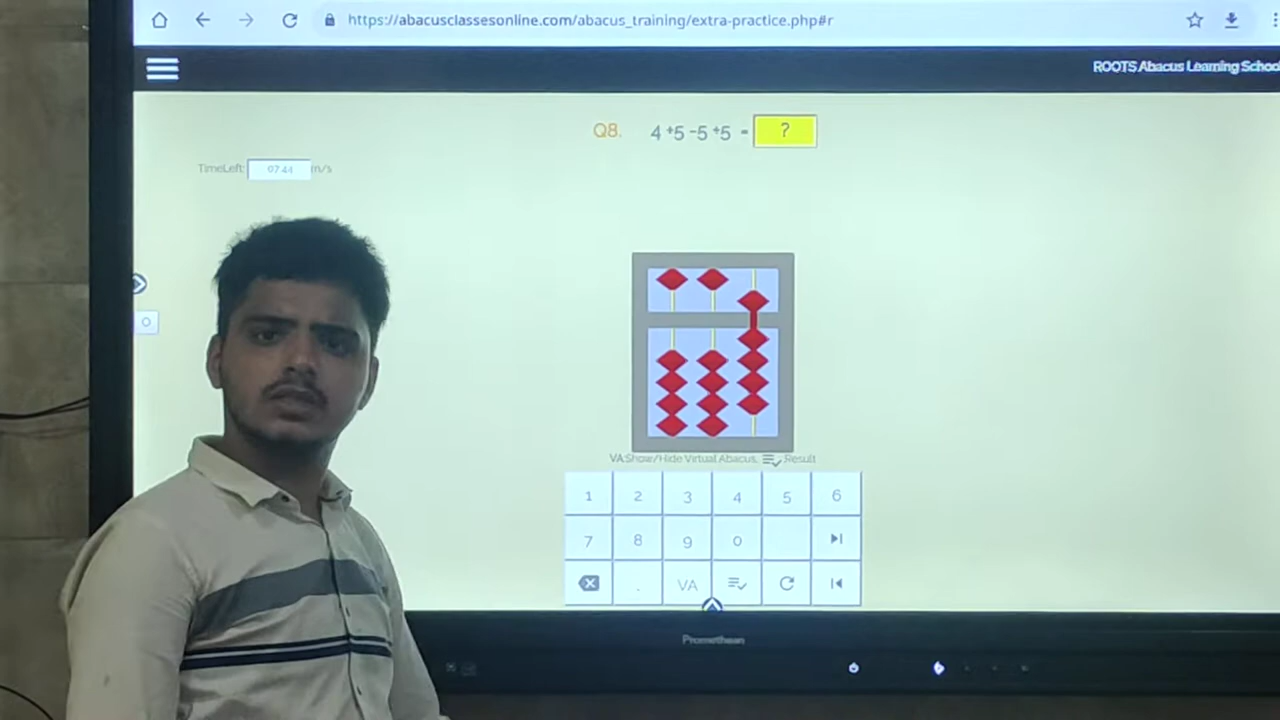 https://abacusclassesonline.com/abacus_training/extra-practice.php#r
ROOTS Abacus Learning School
Q8. 4 +5 -5 +5 = ?
TimeLeft: 07:44 m/s
VA:Show/Hide Virtual Abacus, Result
1 2 3 4 5 6
7 8 9 0
. VA
Promethean